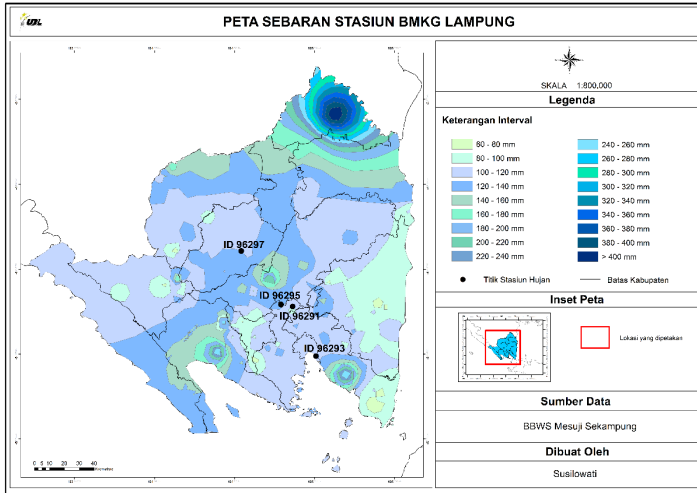 UBL
PETA SEBARAN STASIUN BMKG LAMPUNG
ID 96297
ID 96295
ID 96291
ID 96293
0 5 10 20 30 40
SKALA 1:800,000
Legenda
Keterangan Interval
60 - 80 mm
80 - 100 mm
100 - 120 mm
120 - 140 mm
140 - 160 mm
160 - 180 mm
180 - 200 mm
200 - 220 mm
220 - 240 mm
240 - 260 mm
260 - 280 mm
280 - 300 mm
300 - 320 mm
320 - 340 mm
340 - 360 mm
360 - 380 mm
380 - 400 mm
> 400 mm
Titik Stasiun Hujan
Batas Kabupaten
Inset Peta
Lokasi yang dipetakan
Sumber Data
BBWS Mesuji Sekampung
Dibuat Oleh
Susilowati